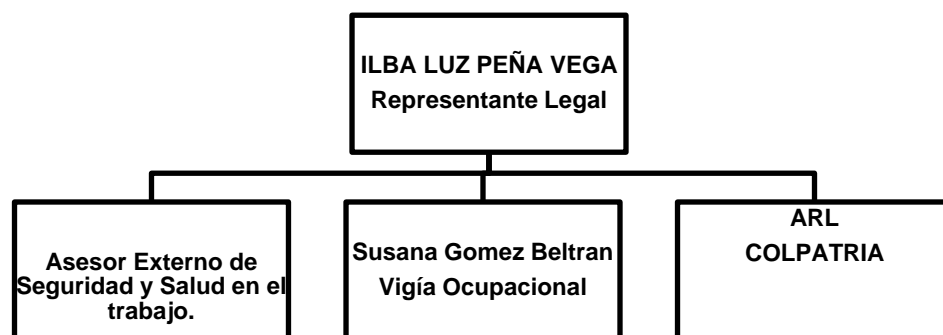 ILBA LUZ PEÑA VEGA
Representante Legal
Asesor Externo de
Seguridad y Salud en el
trabajo.
Susana Gomez Beltran
Vigía Ocupacional
ARL
COLPATRIA